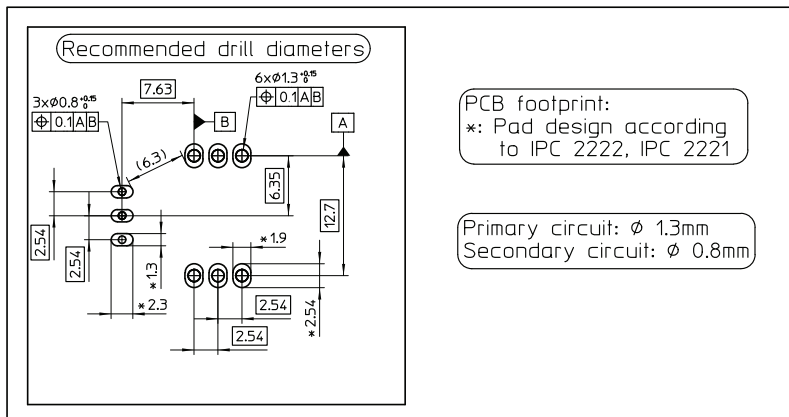 Recommended drill diameters
7.63
6xø1.3 +0.15 0
3xø0.8 +0.15 0
⌖ 0.1 A B
⌖ 0.1 A B
B
A
(6.3)
6.35
12.7
2.54
2.54
*1.9
*1.3
*2.3
2.54
*2.54
2.54
PCB footprint:
*: Pad design according
to IPC 2222, IPC 2221
Primary circuit: ø 1.3mm
Secondary circuit: ø 0.8mm